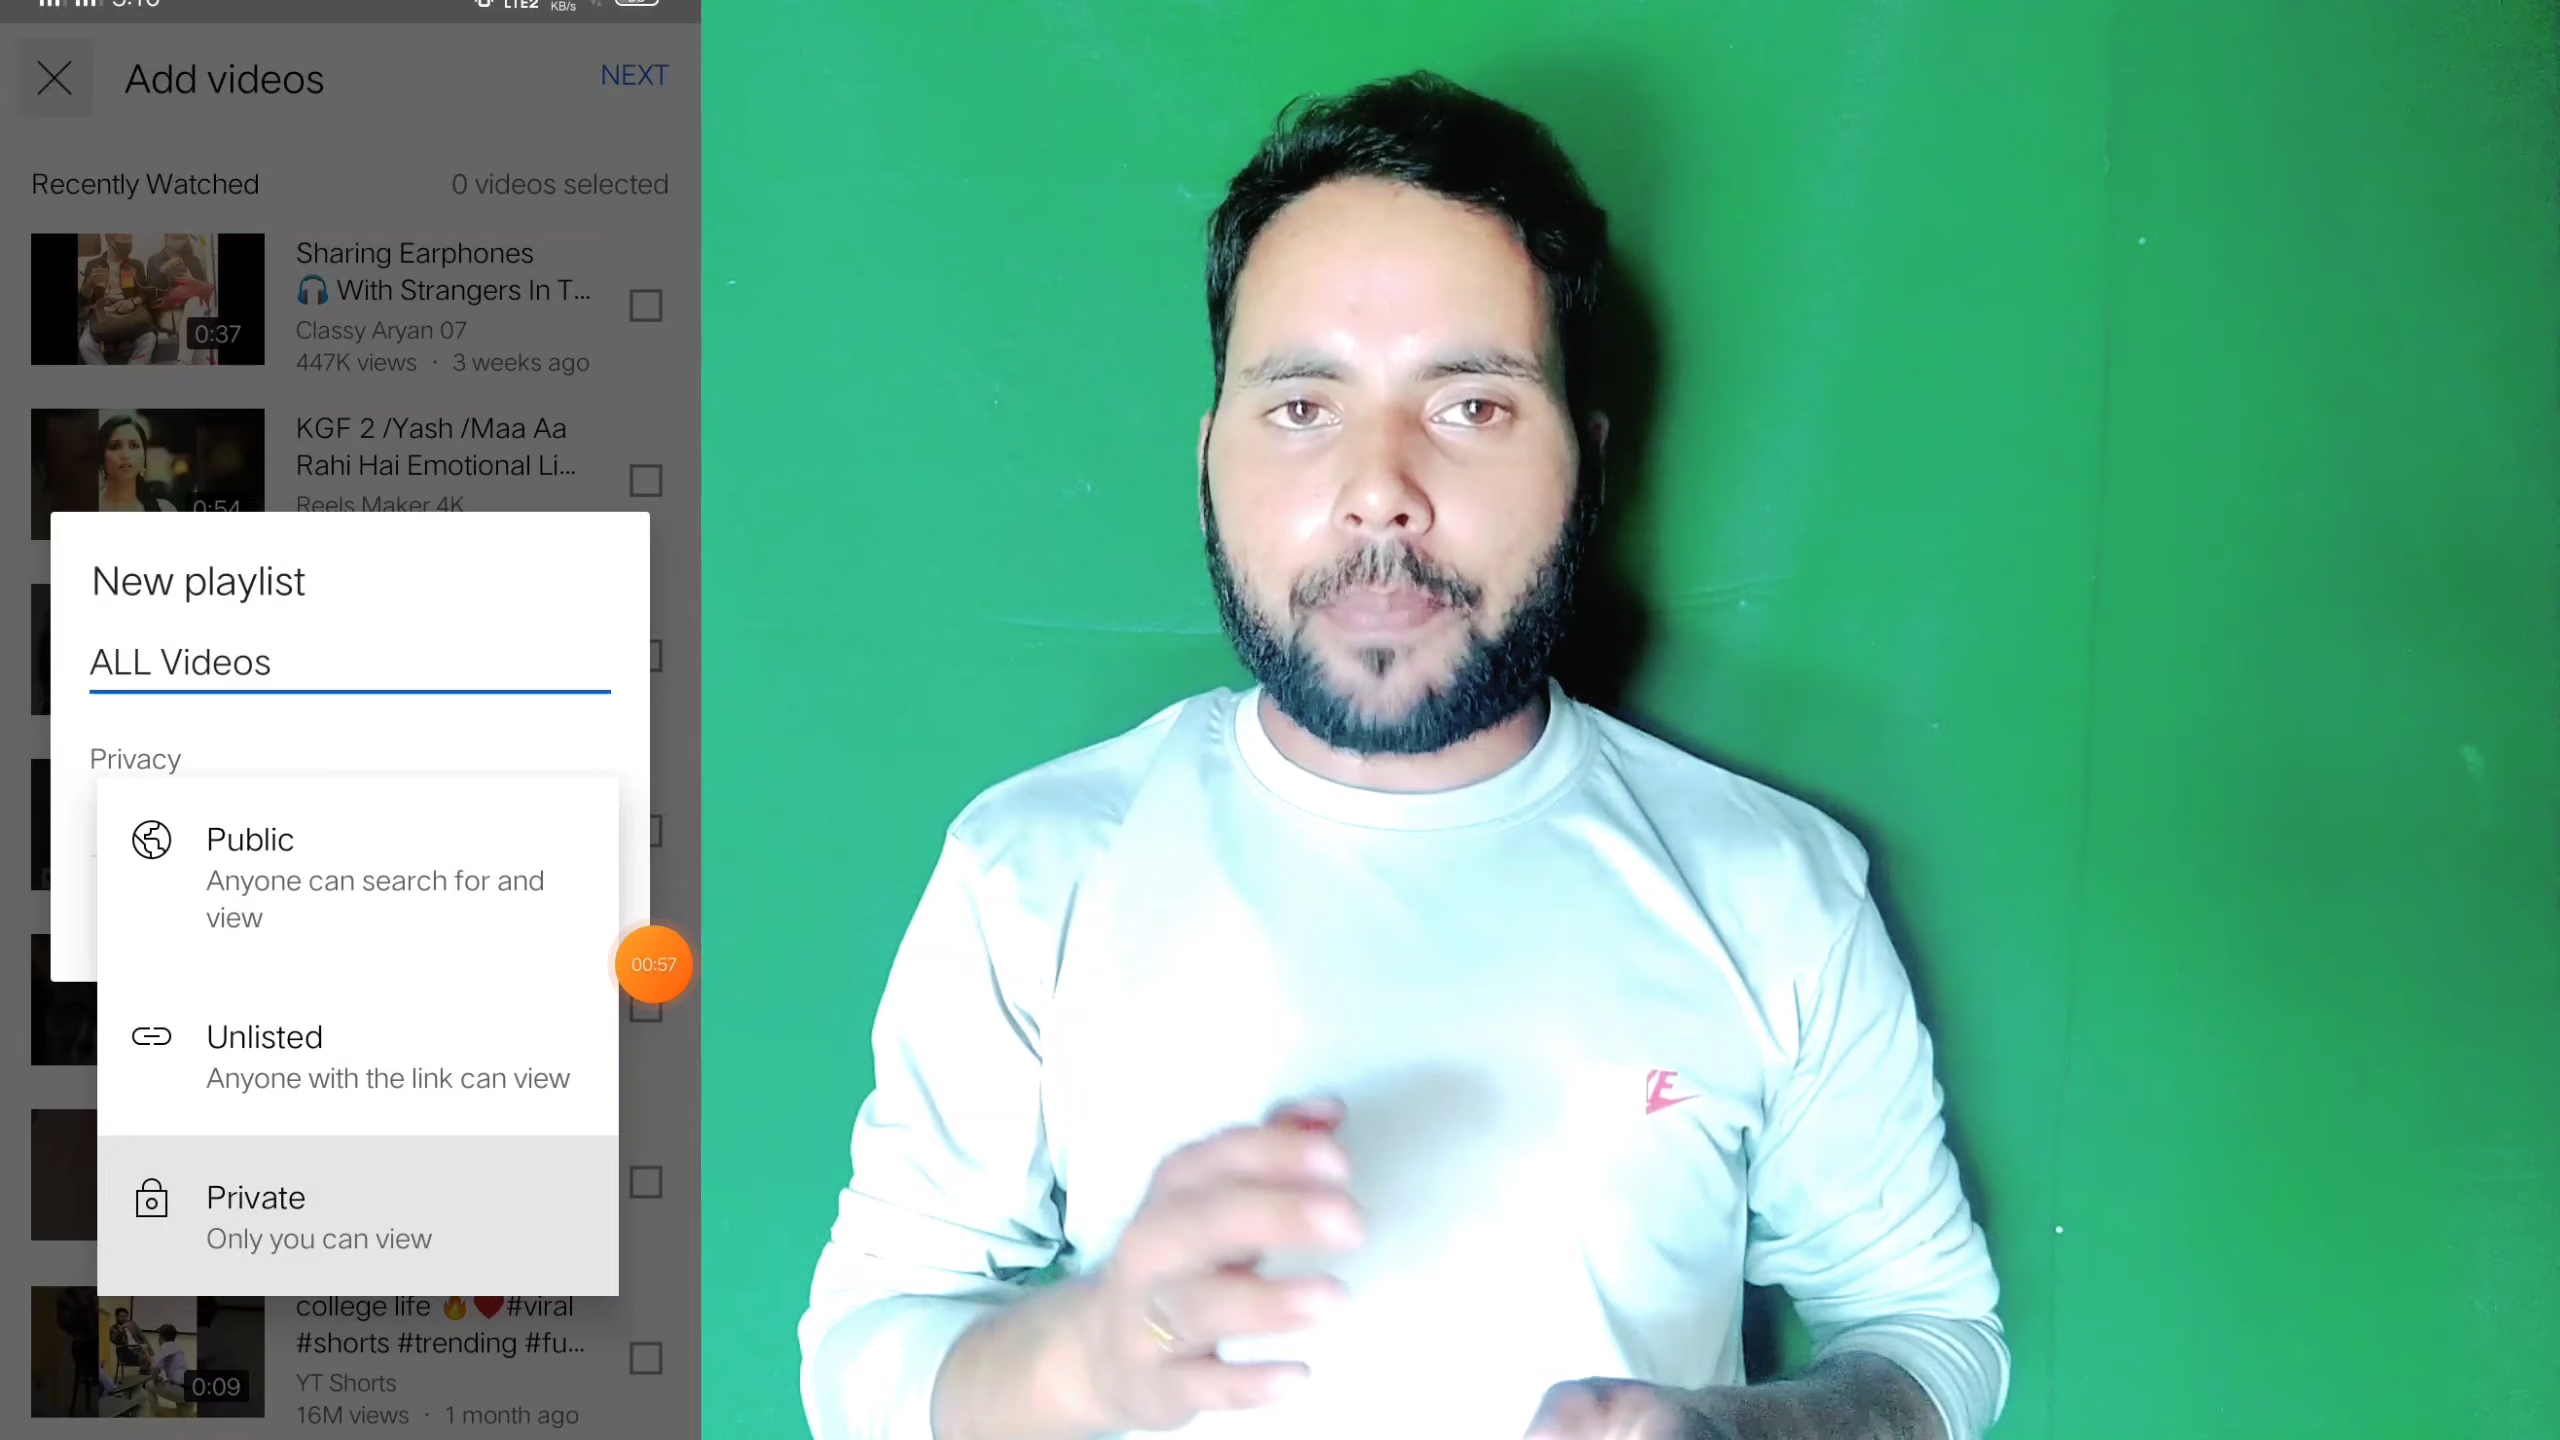 LTE2
KB/s
Add videos
NEXT
Recently Watched
0 videos selected
Sharing Earphones
🎧 With Strangers In T...
0:37
Classy Aryan 07
447K views · 3 weeks ago
KGF 2 /Yash /Maa Aa
Rahi Hai Emotional Li...
0:54
Reels Maker 4K
New playlist
ALL Videos
Privacy
Public
Anyone can search for and
view
00:57
Unlisted
Anyone with the link can view
Private
Only you can view
college life 🔥❤️#viral
#shorts #trending #fu...
0:09
YT Shorts
16M views · 1 month ago